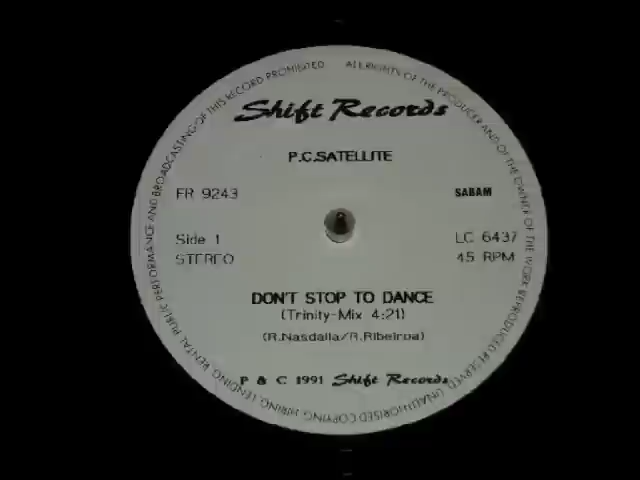 ALL RIGHTS OF THE PRODUCER AND OF THE OWNER OF THE WORK REPRODUCED RESERVED. UNAUTHORISED COPYING, HIRING, LENDING, RENTAL PUBLIC PERFORMANCE AND BROADCASTING OF THIS RECORD PROHIBITED
Shift Records
P.C.SATELLITE
FR 9243
SABAM
Side 1
LC 6437
STEREO
45 RPM
DON'T STOP TO DANCE
(Trinity-Mix 4:21)
(R.Nasdalla/R.Ribeiroa)
P & C 1991 Shift Records